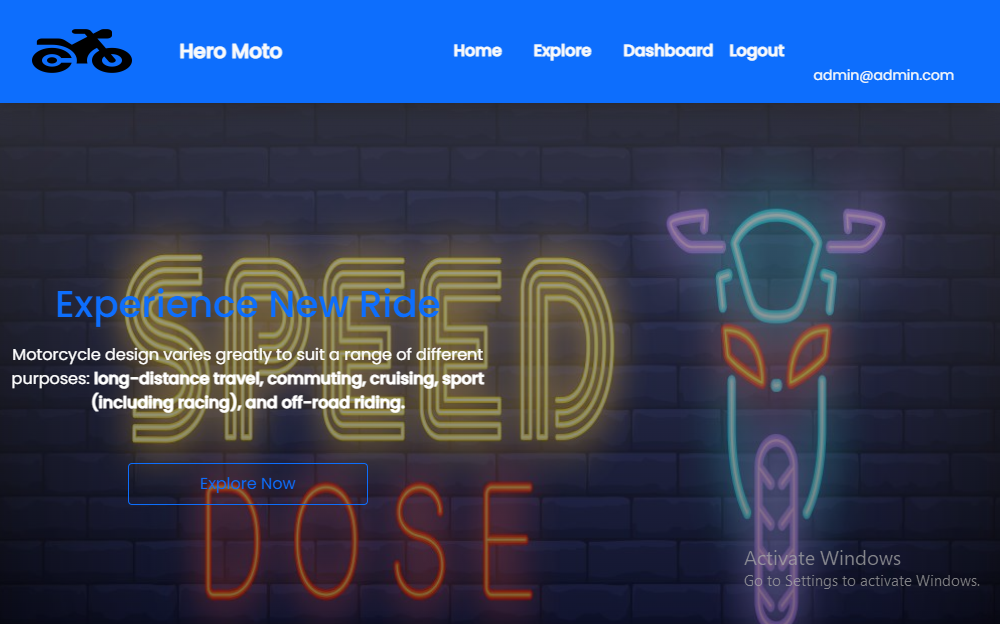 Hero Moto
Home Explore Dashboard Logout
admin@admin.com
SPEED
Experience New Ride
Motorcycle design varies greatly to suit a range of different
purposes: long-distance travel, commuting, cruising, sport
(including racing), and off-road riding.
Explore Now
DOSE
Activate Windows
Go to Settings to activate Windows.